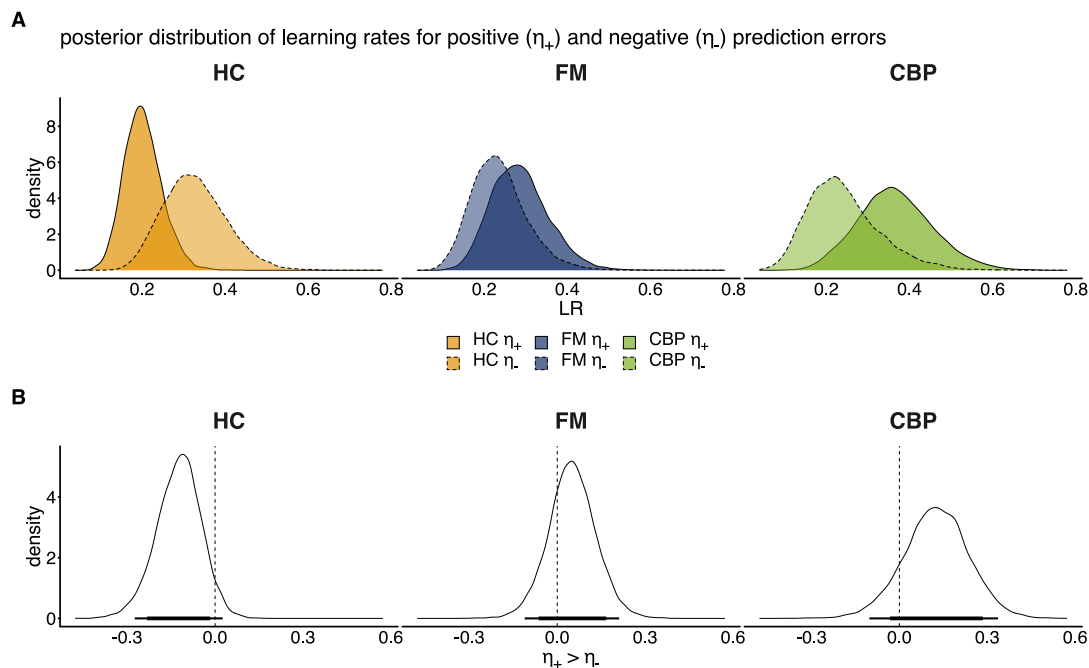 A
posterior distribution of learning rates for positive (η+) and negative (η-) prediction errors
HC FM CBP
density
8
6
4
2
0
0.2 0.4 0.6 0.8 0.2 0.4 0.6 0.8 0.2 0.4 0.6 0.8
LR
HC η+ FM η+ CBP η+
HC η- FM η- CBP η-
B
HC FM CBP
density
4
2
0
-0.3 0.0 0.3 0.6 -0.3 0.0 0.3 0.6 -0.3 0.0 0.3 0.6
η+ > η-